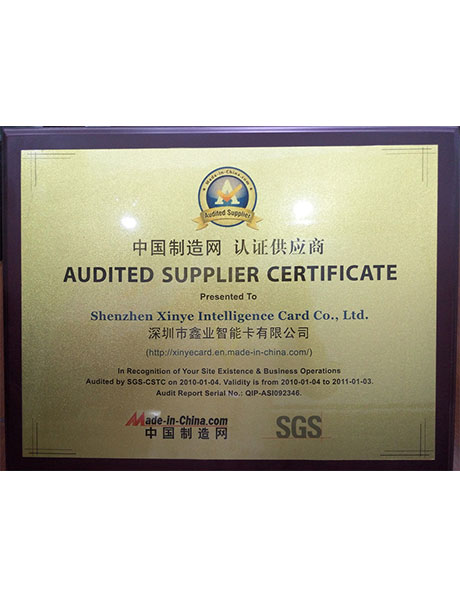 Made-in-China.com
Audited Supplier
中国制造网 认证供应商
AUDITED SUPPLIER CERTIFICATE
Presented To
Shenzhen Xinye Intelligence Card Co., Ltd.
深圳市鑫业智能卡有限公司
(http://xinyecard.en.made-in-china.com/)
In Recognition of Your Site Existence & Business Operations
Audited by SGS-CSTC on 2010-01-04. Validity is from 2010-01-04 to 2011-01-03.
Audit Report Serial No.: QIP-ASI092346.
Made-in-China.com
中国制造网
SGS